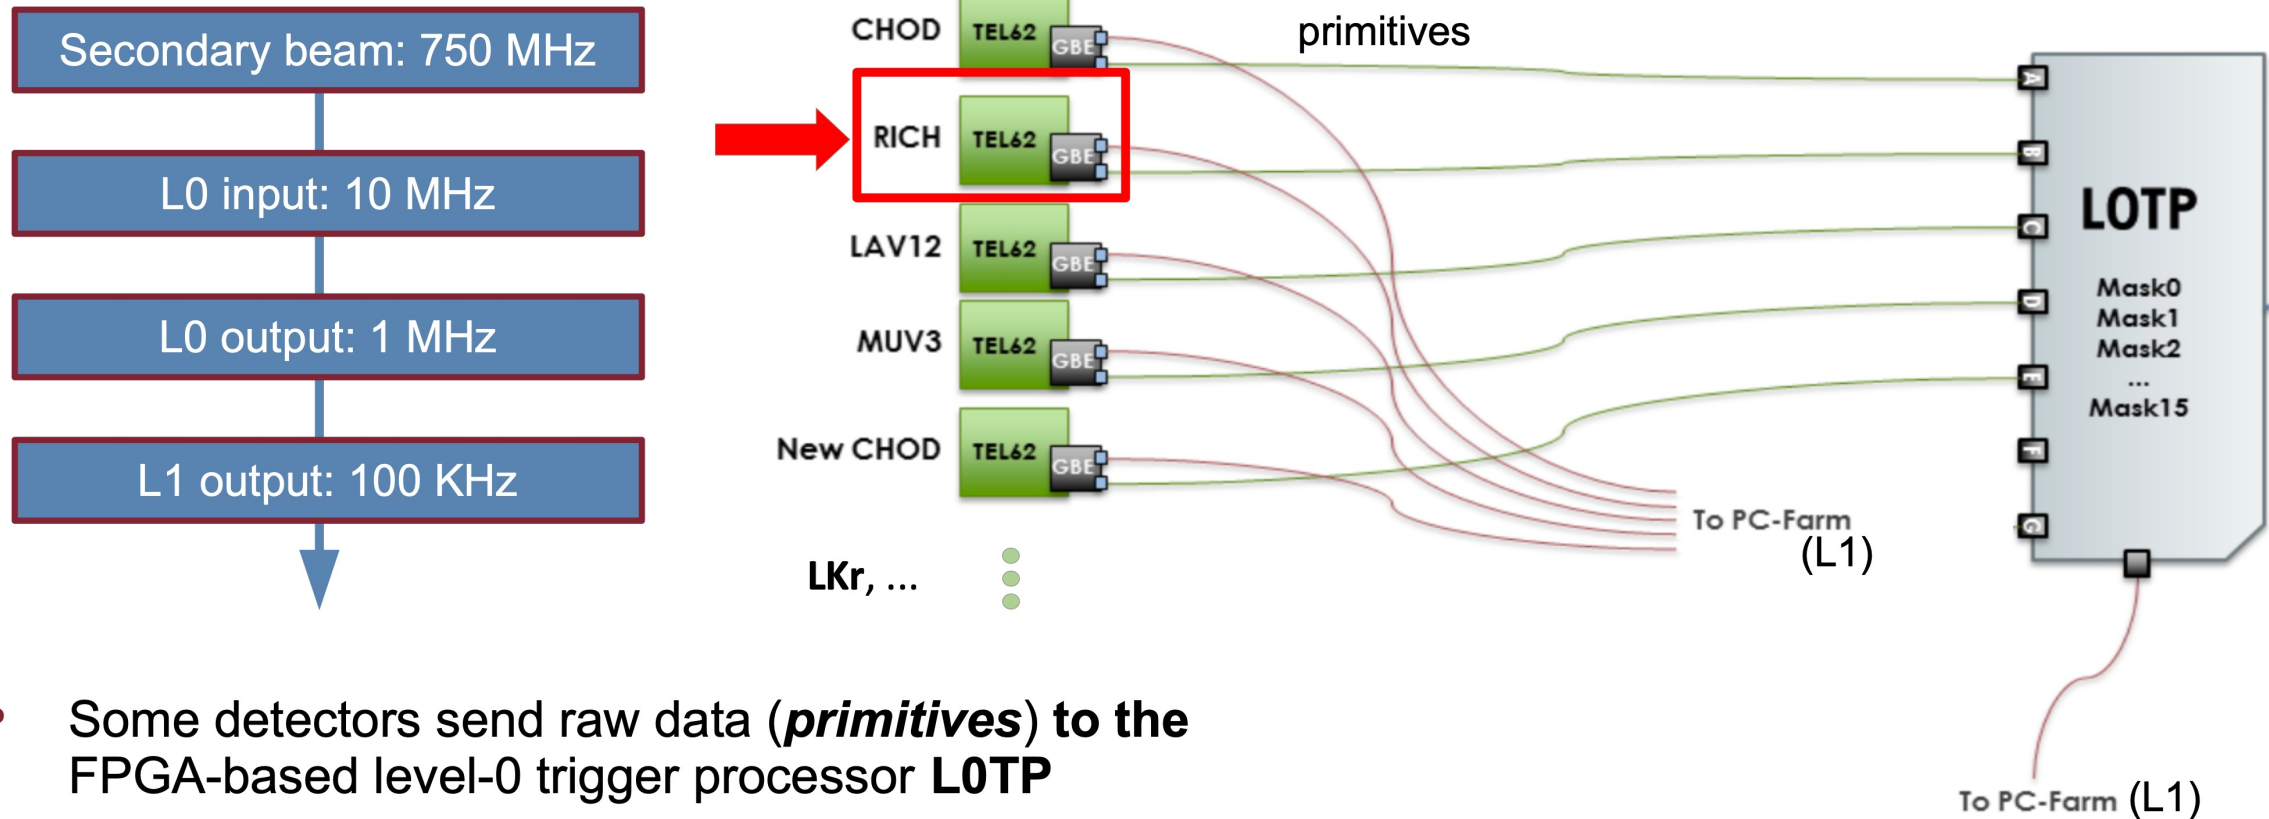 Secondary beam: 750 MHz
L0 input: 10 MHz
L0 output: 1 MHz
L1 output: 100 KHz
CHOD TEL62 GBE
primitives
RICH TEL62 GBE
LAV12 TEL62 GBE
MUV3 TEL62 GBE
New CHOD TEL62 GBE
LKr, ...
To PC-Farm
(L1)
A
B
C
D
E
F
G
L0TP
Mask0
Mask1
Mask2
...
Mask15
To PC-Farm (L1)
• Some detectors send raw data (primitives) to the
FPGA-based level-0 trigger processor L0TP